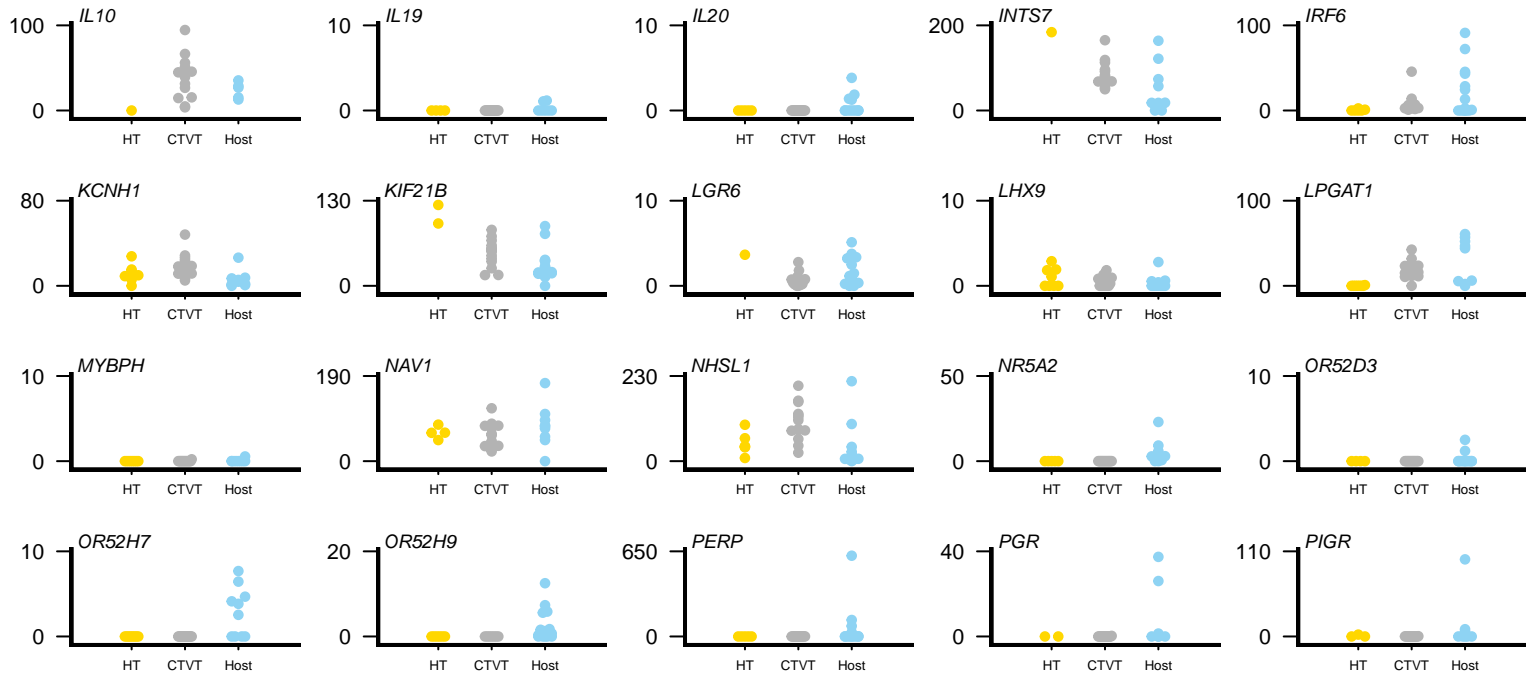 IL10 IL19 IL20 INTS7 IRF6
100 10 10 200 100
0 0 0 0 0
HT CTVT Host HT CTVT Host HT CTVT Host HT CTVT Host HT CTVT Host
KCNH1 KIF21B LGR6 LHX9 LPGAT1
80 130 10 10 100
0 0 0 0 0
HT CTVT Host HT CTVT Host HT CTVT Host HT CTVT Host HT CTVT Host
MYBPH NAV1 NHSL1 NR5A2 OR52D3
10 190 230 50 10
0 0 0 0 0
HT CTVT Host HT CTVT Host HT CTVT Host HT CTVT Host HT CTVT Host
OR52H7 OR52H9 PERP PGR PIGR
10 20 650 40 110
0 0 0 0 0
HT CTVT Host HT CTVT Host HT CTVT Host HT CTVT Host HT CTVT Host